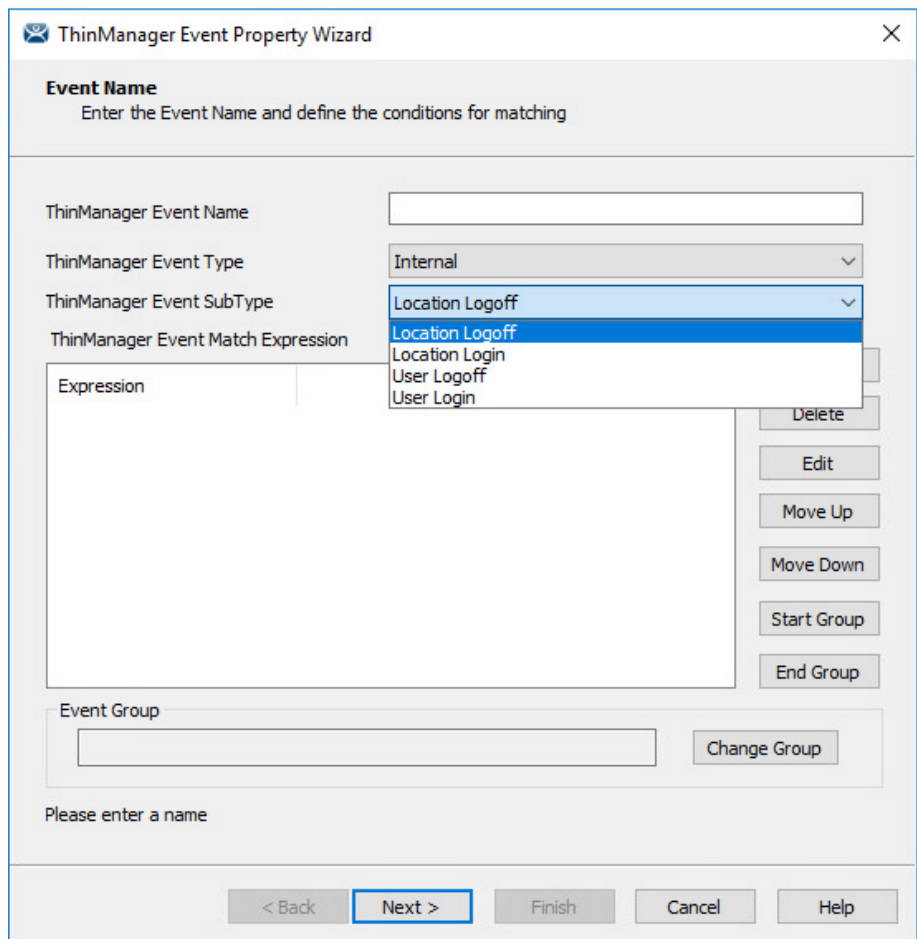 ThinManager Event Property Wizard
Event Name
Enter the Event Name and define the conditions for matching
ThinManager Event Name
ThinManager Event Type
Internal
ThinManager Event SubType
Location Logoff
Location Logoff
Location Login
User Logoff
User Login
ThinManager Event Match Expression
Expression
Delete
Edit
Move Up
Move Down
Start Group
End Group
Event Group
Change Group
Please enter a name
< Back Next > Finish Cancel Help